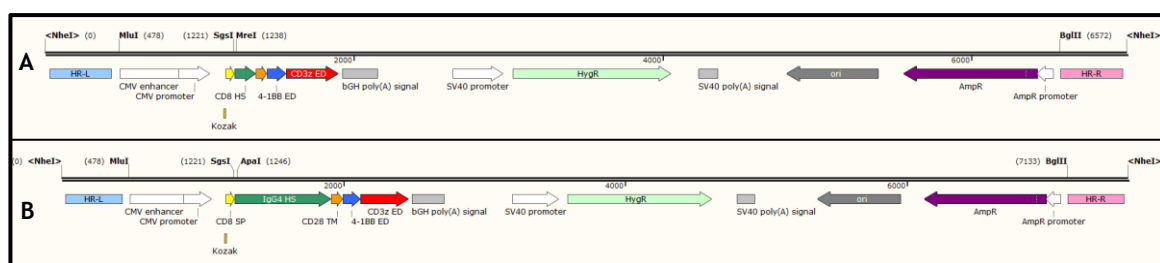 <NheI> (0) MluI (478) (1221) SgsI MreI (1238) BglII (6572) <NheI>
A
2000 4000 6000
HR-L CD3z ED HygR ori AmpR HR-R
CMV enhancer CD8 HS 4-1BB ED bGH poly(A) signal SV40 promoter SV40 poly(A) signal AmpR promoter
CMV promoter
Kozak
(0) <NheI> (478) MluI (1221) SgsI ApaI (1246) (7133) BglII <NheI>
B
2000 4000 6000
HR-L IgG4 HS CD3z ED HygR ori AmpR HR-R
CMV enhancer CD8 SP CD28 TM 4-1BB ED bGH poly(A) signal SV40 promoter SV40 poly(A) signal AmpR promoter
CMV promoter
Kozak